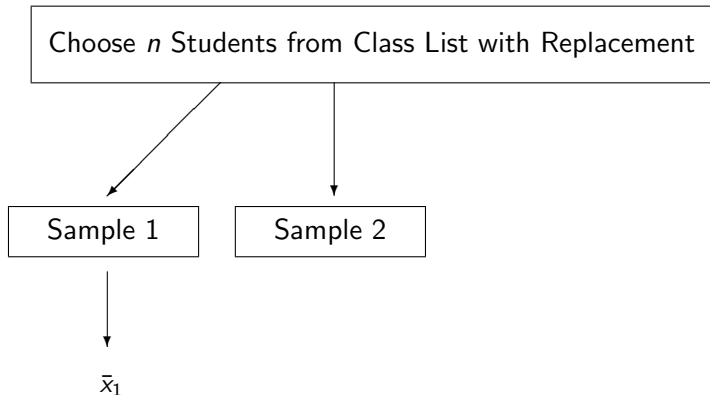 Choose n Students from Class List with Replacement
Sample 1 Sample 2
x̄₁